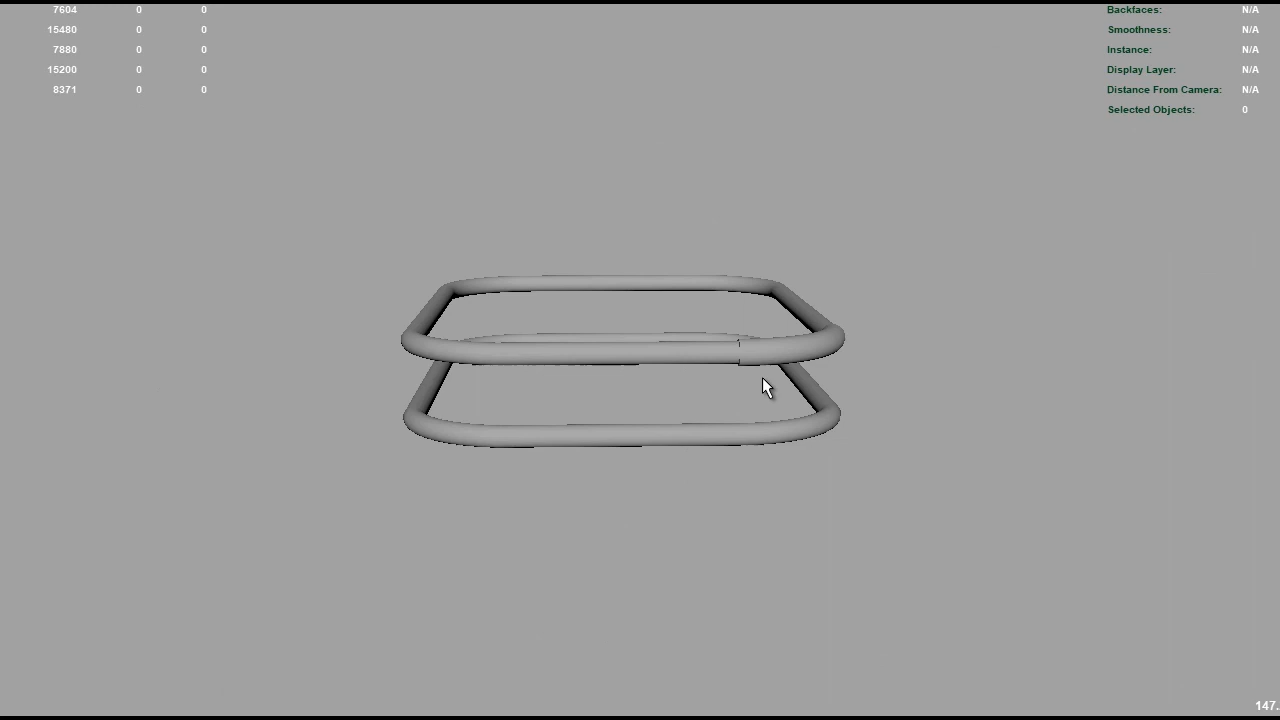 7604 0 0 Backfaces: N/A
15480 0 0 Smoothness: N/A
7880 0 0 Instance: N/A
15200 0 0 Display Layer: N/A
8371 0 0 Distance From Camera: N/A
Selected Objects: 0
147.